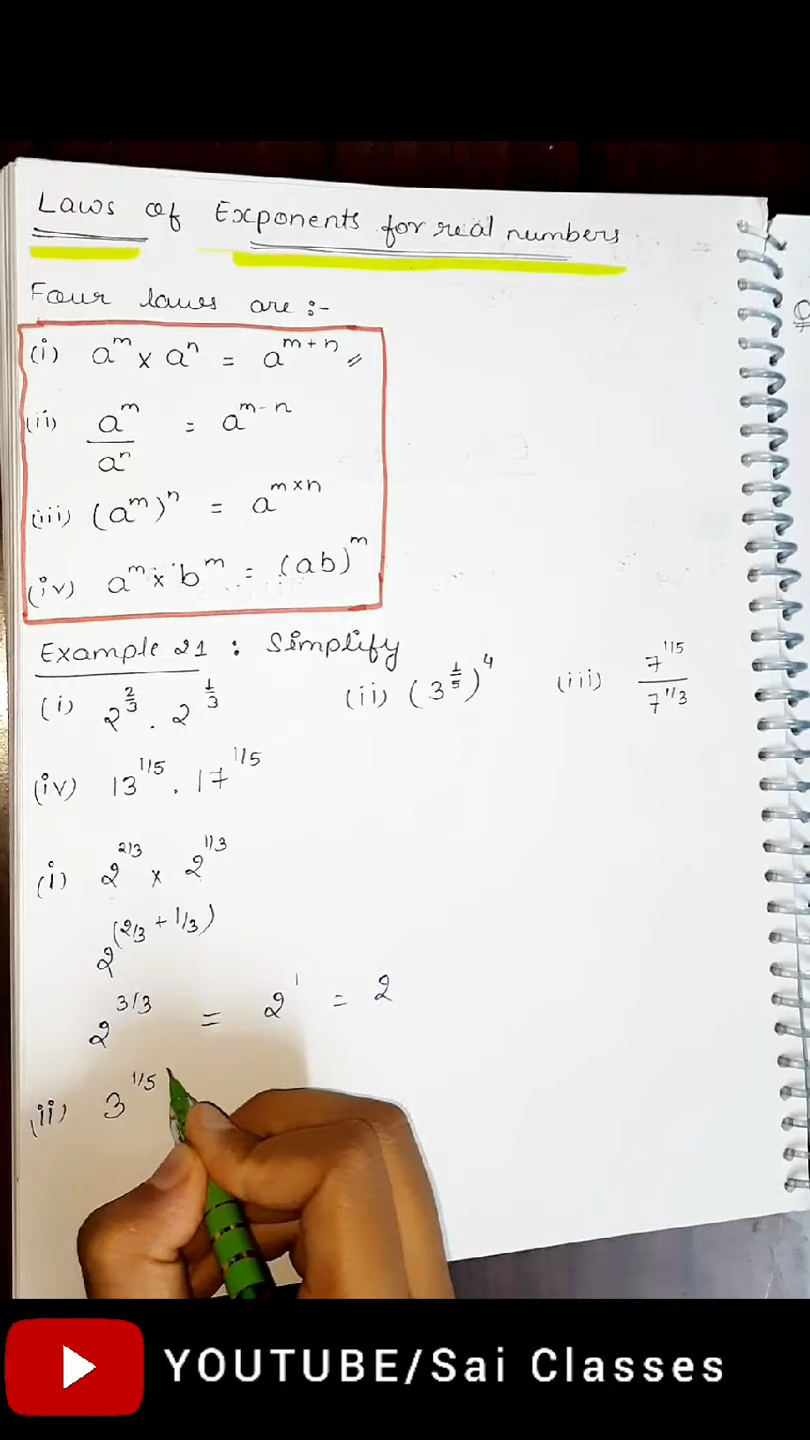 Laws of Exponents for real numbers
Four laws are :-
(i) a^m x a^n = a^(m+n) //
(ii) a^m / a^n = a^(m-n)
(iii) (a^m)^n = a^(m×n)
(iv) a^m × b^m = (ab)^m
Example 21 : Simplify
(i) 2^(2/3) . 2^(1/3) (ii) (3^(1/5))^4 (iii) 7^(1/5) / 7^(1/3)
(iv) 13^(1/5) . 17^(1/5)
(i) 2^(2/3) × 2^(1/3)
2^(2/3 + 1/3)
2^(3/3) = 2^1 = 2
(ii) 3^(1/5)
YOUTUBE/Sai Classes